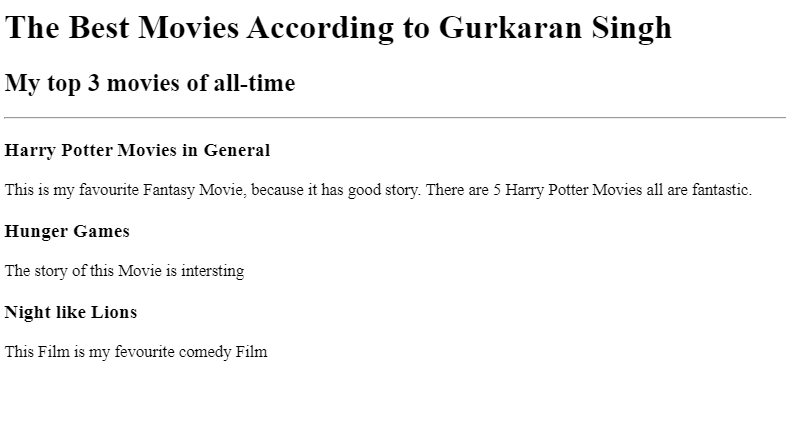 The Best Movies According to Gurkaran Singh
My top 3 movies of all-time
Harry Potter Movies in General
This is my favourite Fantasy Movie, because it has good story. There are 5 Harry Potter Movies all are fantastic.
Hunger Games
The story of this Movie is intersting
Night like Lions
This Film is my fevourite comedy Film